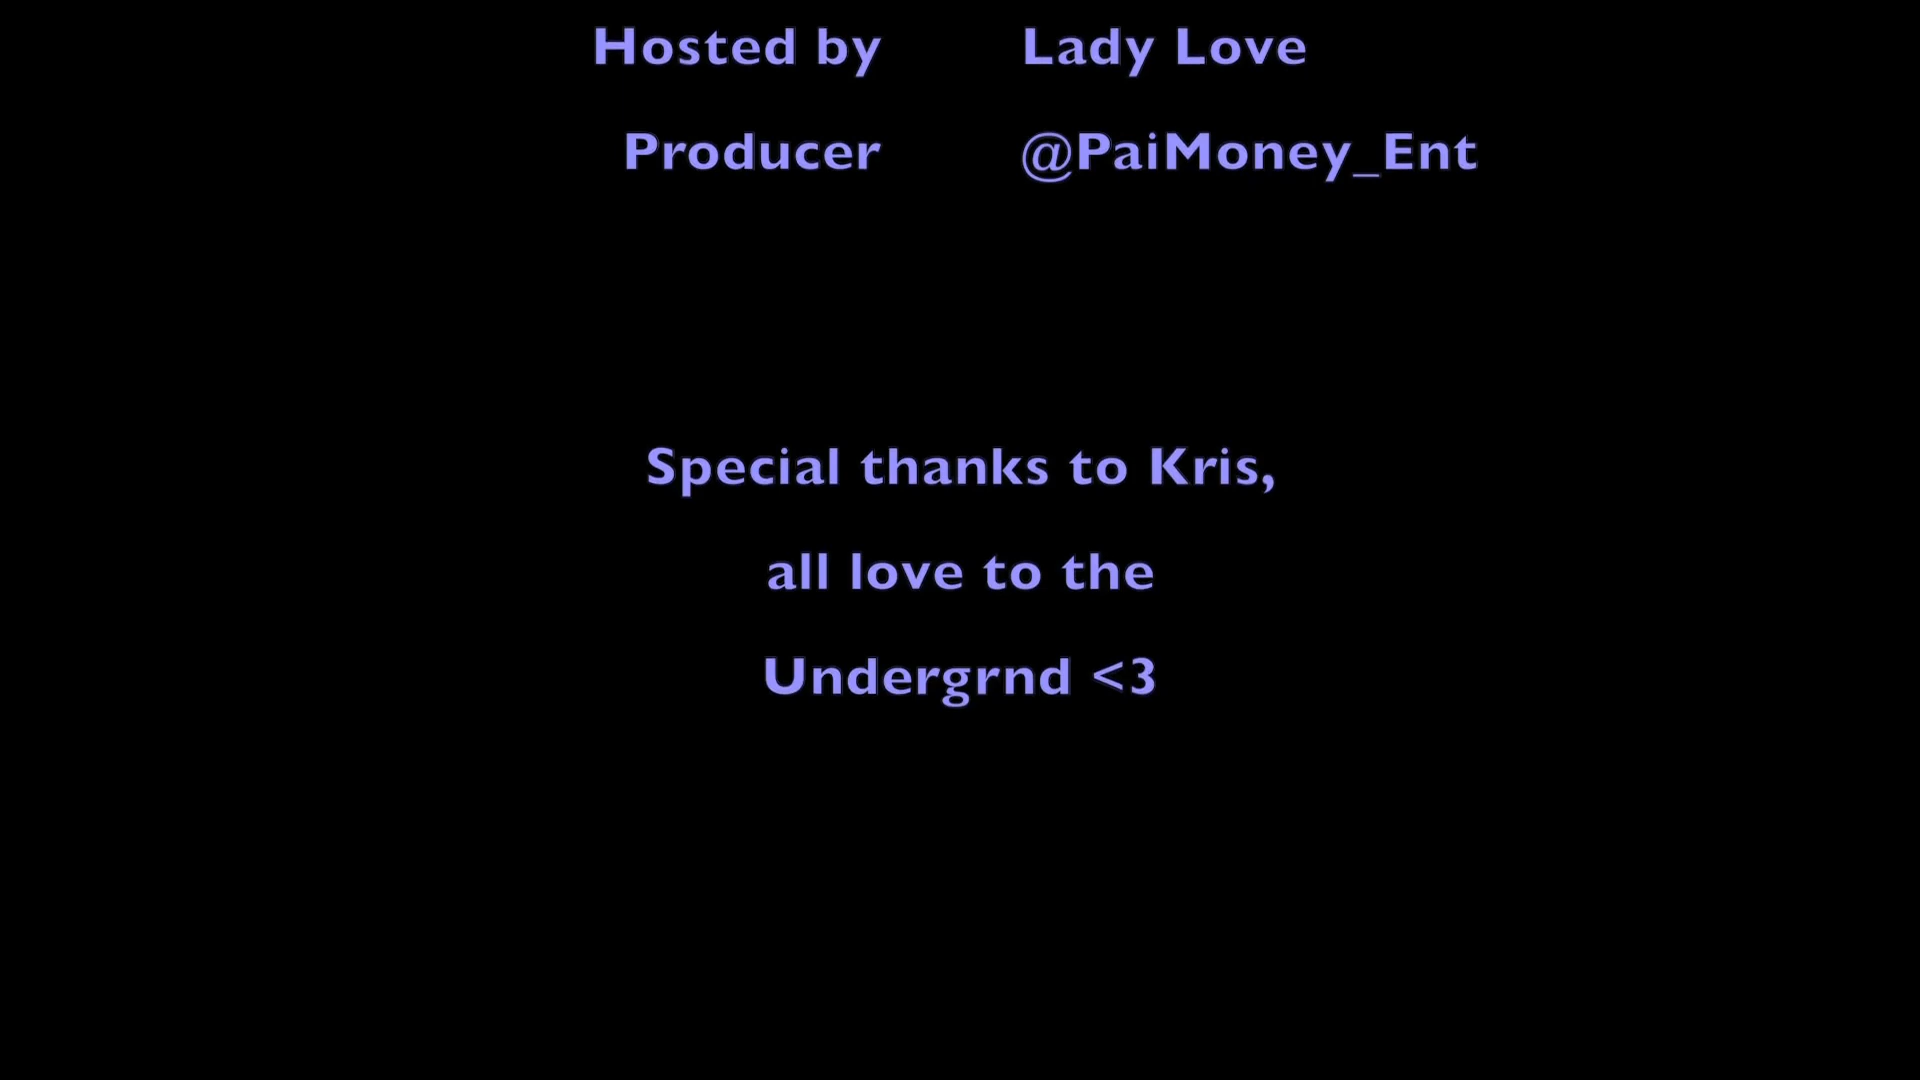 Hosted by Lady Love
Producer @PaiMoney_Ent
Special thanks to Kris,
all love to the
Undergrnd <3